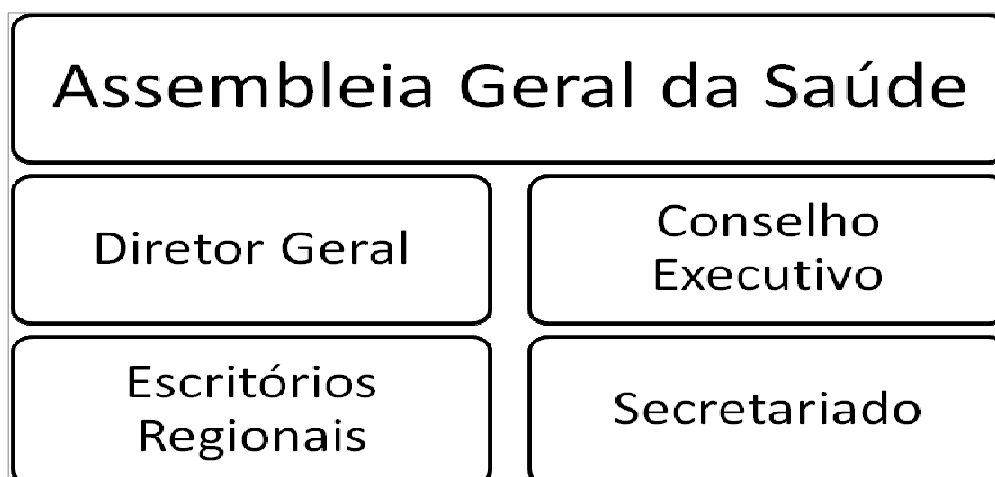 Assembleia Geral da Saúde
Diretor Geral
Conselho
Executivo
Escritórios
Regionais
Secretariado